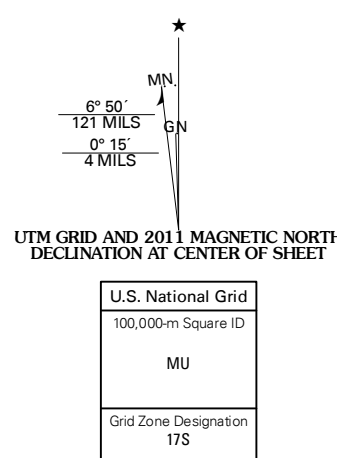 ★
M.N.
6° 50´
121 MILS
GN
0° 15´
4 MILS
UTM GRID AND 2011 MAGNETIC NORTH
DECLINATION AT CENTER OF SHEET
U.S. National Grid
100,000-m Square ID
MU
Grid Zone Designation
17S